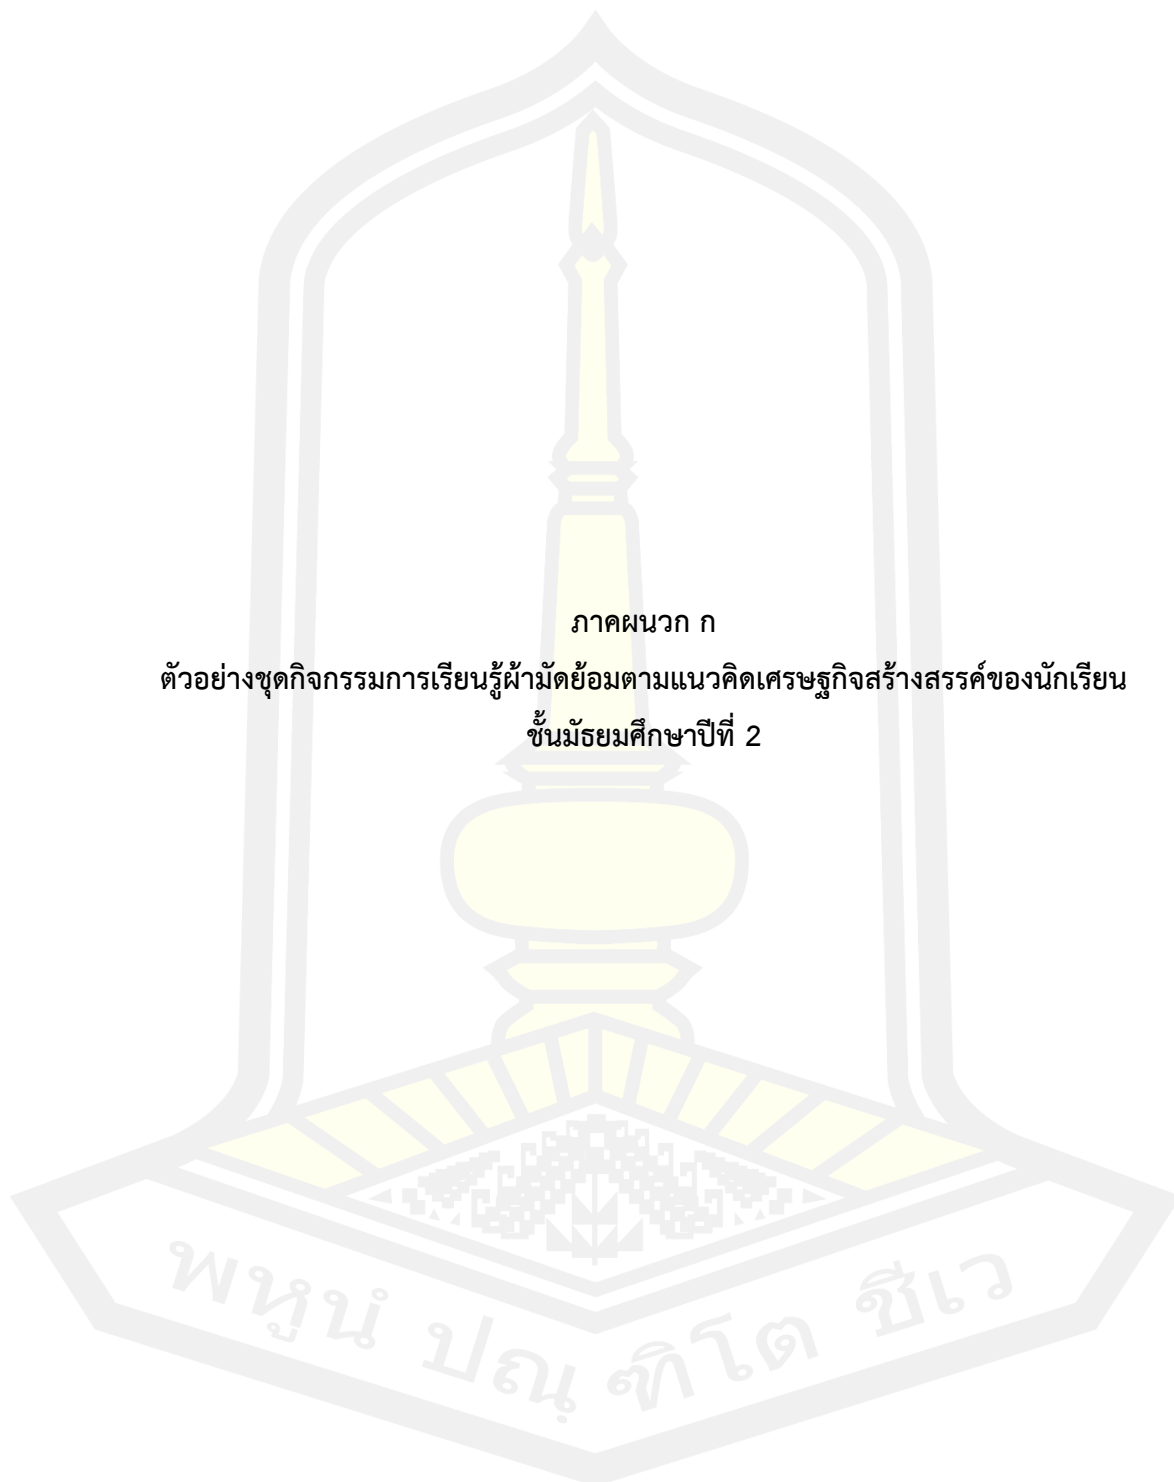 ภาคผนวก ก
ตัวอย่างชุดกิจกรรมการเรียนรู้ผ้ามัดย้อมตามแนวคิดเศรษฐกิจสร้างสรรค์ของนักเรียน
ชั้นมัธยมศึกษาปีที่ 2
พหูนํ ปณฺฑิโต ชีเว